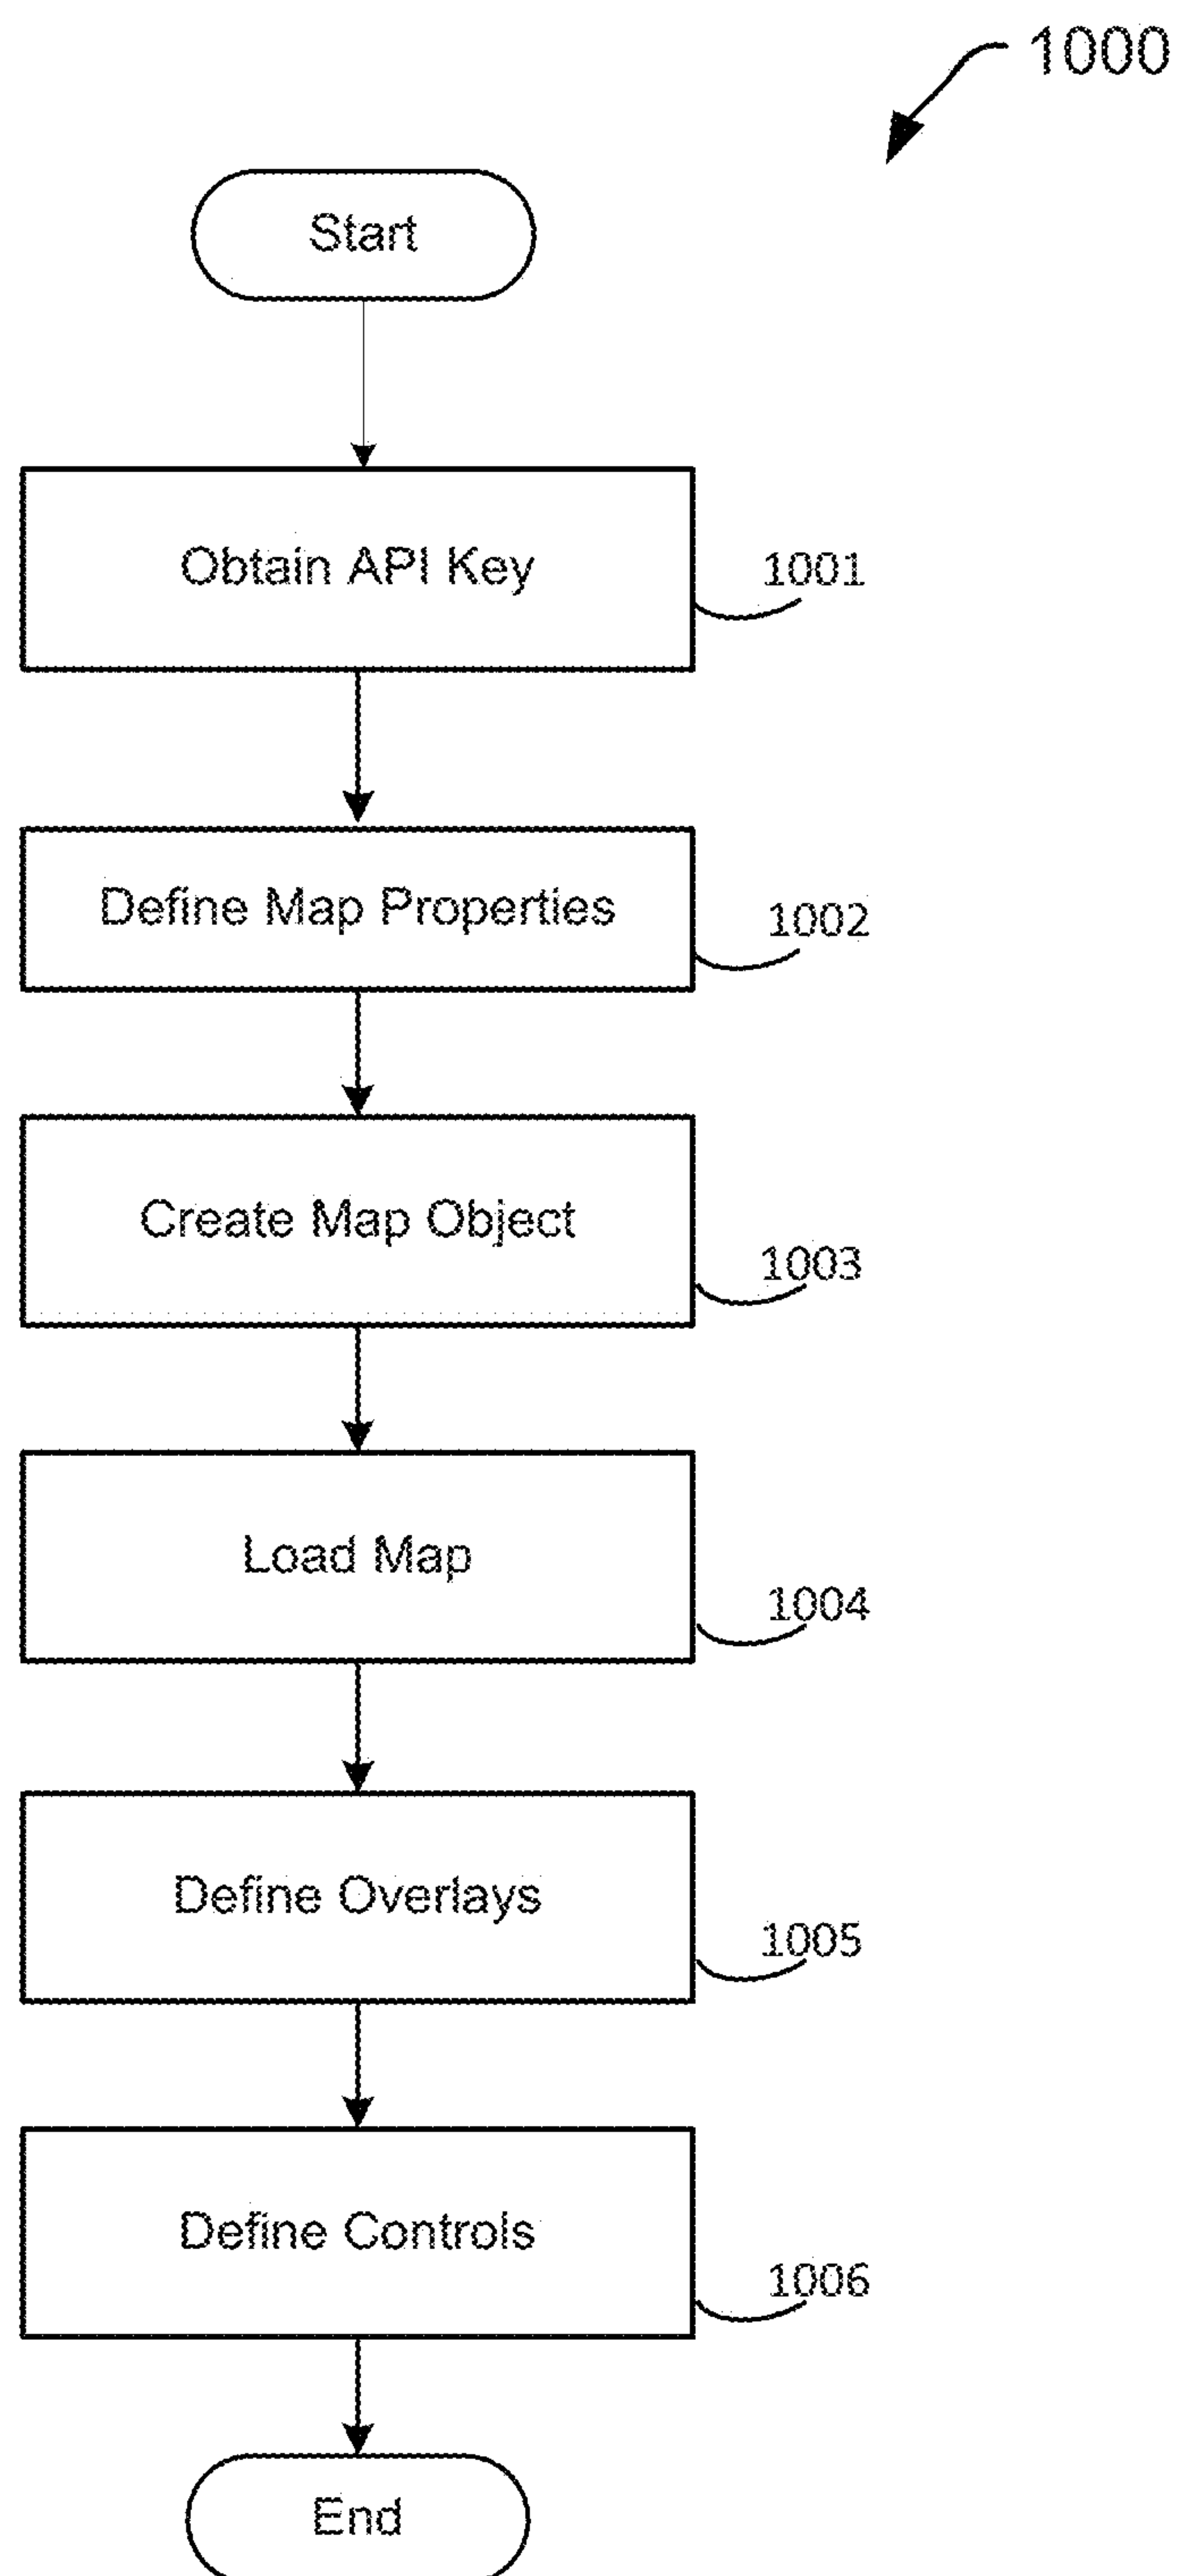 1000
Start
Obtain API Key
1001
Define Map Properties
1002
Create Map Object
1003
Load Map
1004
Define Overlays
1005
Define Controls
1006
End